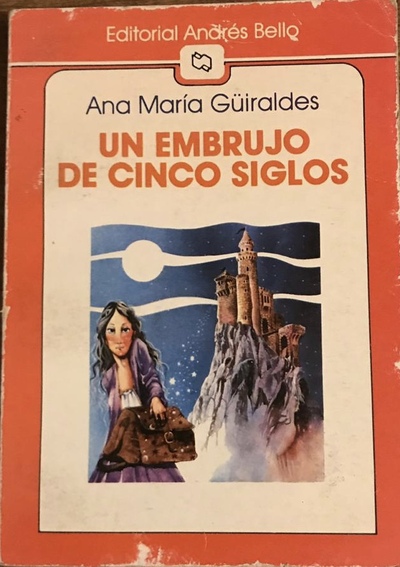 Editorial Andrés Bello
Ana María Güiraldes
UN EMBRUJO
DE CINCO SIGLOS